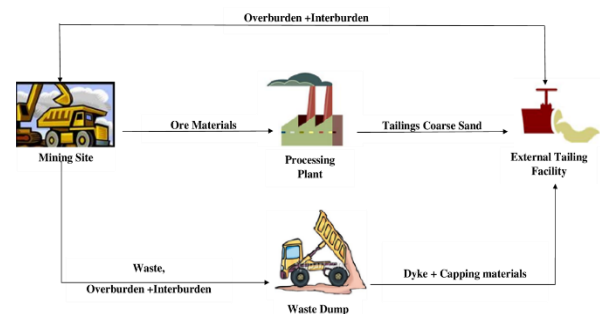 Overburden +Interburden
Ore Materials
Tailings Coarse Sand
Mining Site
Processing
Plant
External Tailing
Facility
Waste,
Overburden +Interburden
Dyke + Capping materials
Waste Dump